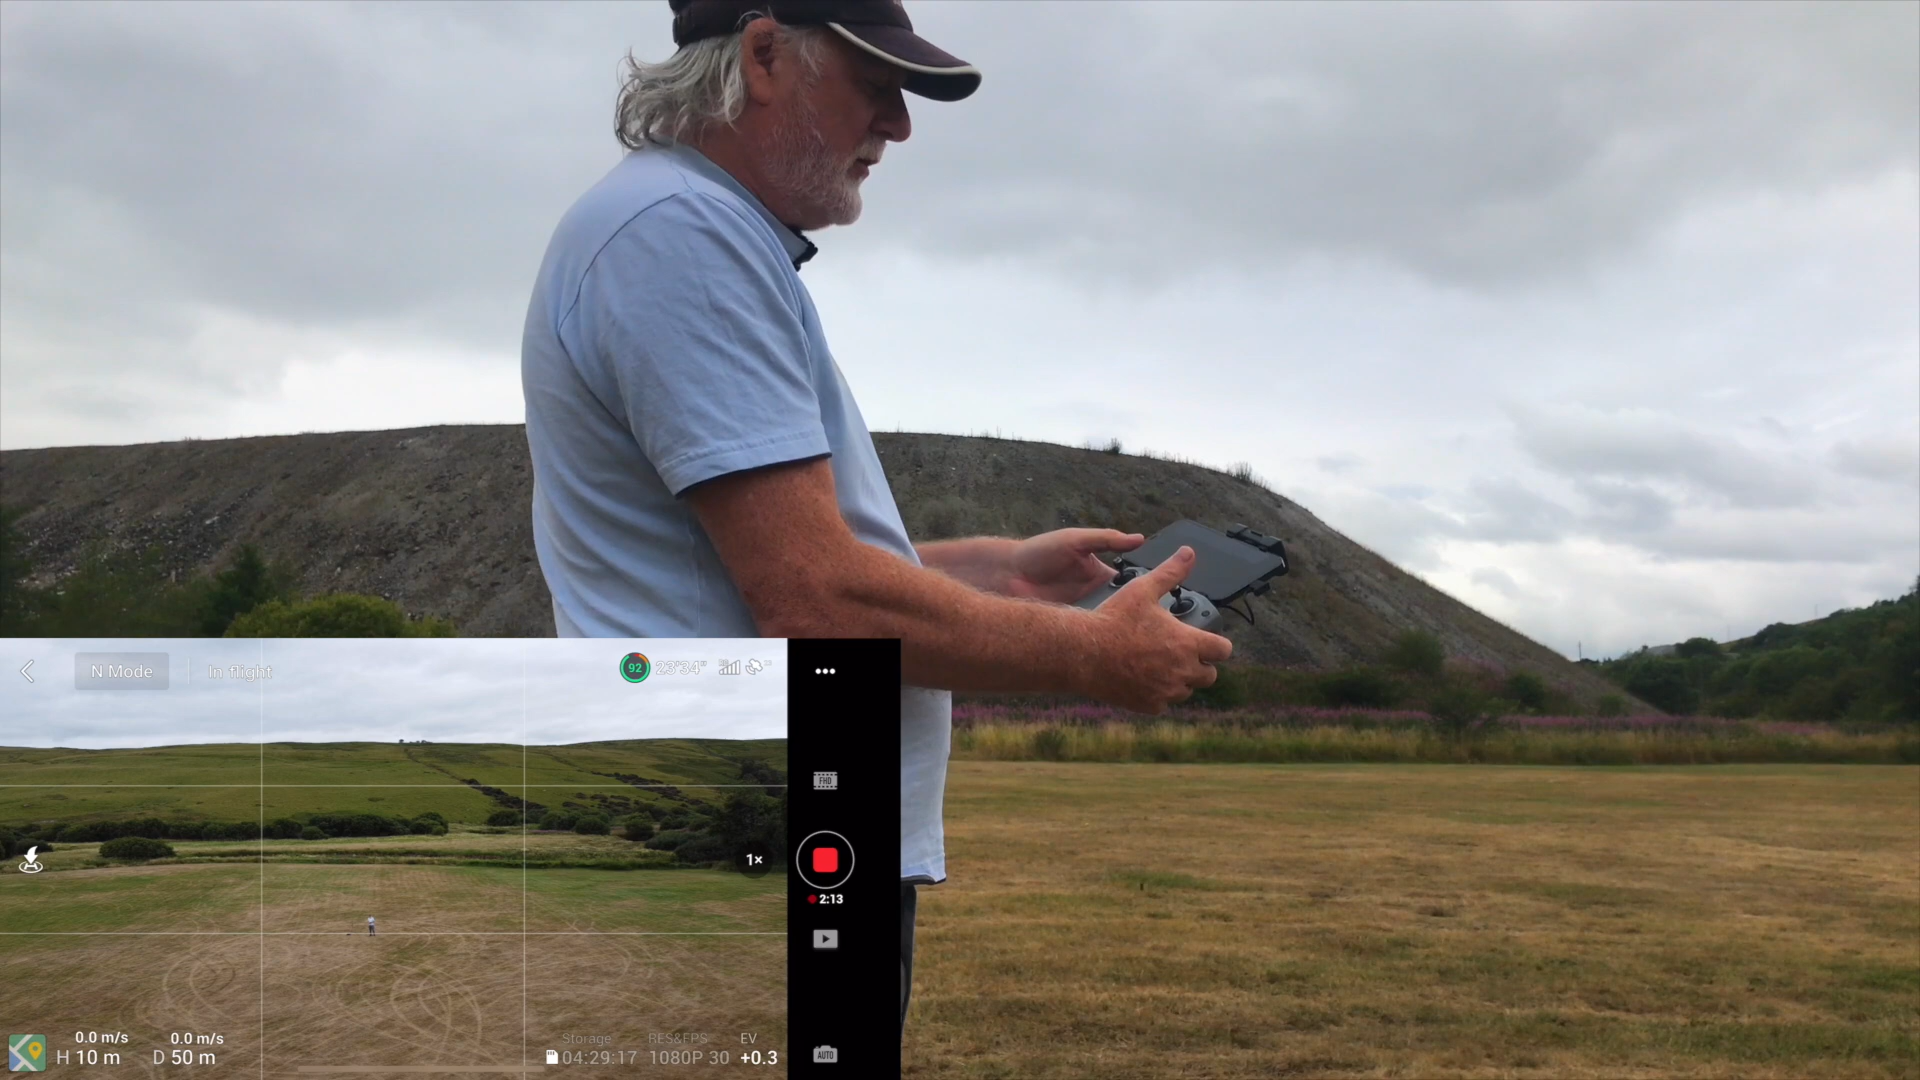 N Mode
In flight
92
23'34"
FHD
1×
2:13
0.0 m/s
0.0 m/s
H 10 m
D 50 m
Storage
RES&FPS
EV
04:29:17
1080P 30
+0.3
AUTO